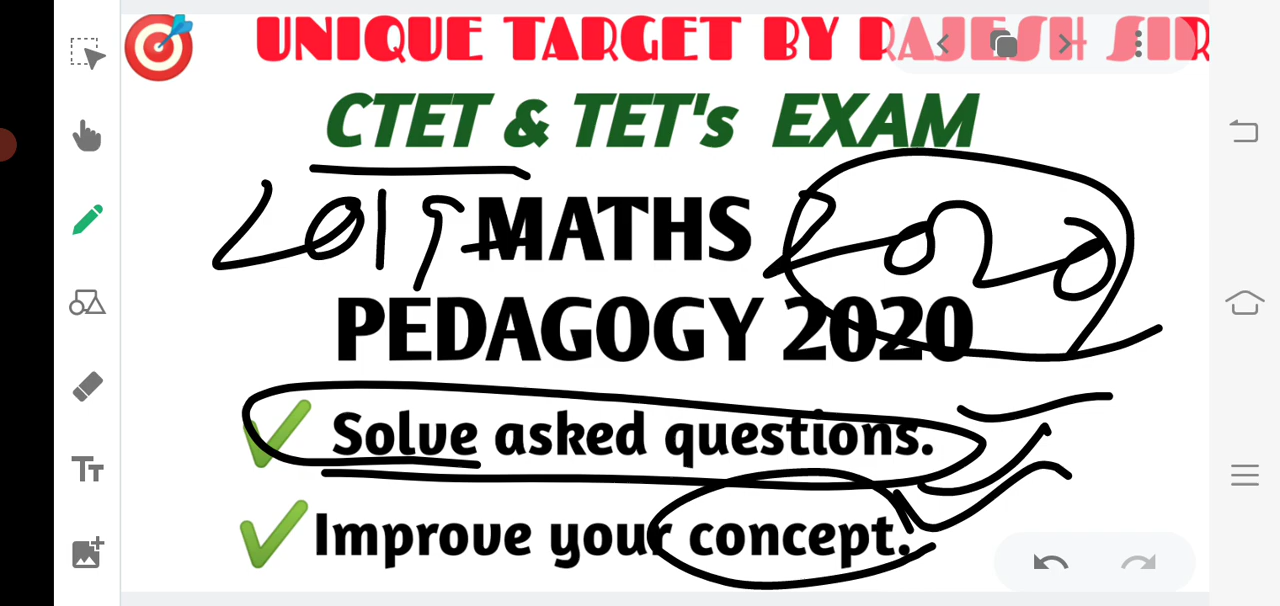 UNIQUE TARGET BY RAJESH SIR
CTET & TET's EXAM
2019 MATHS 2020
PEDAGOGY 2020
Solve asked questions.
Improve your concept.
TT